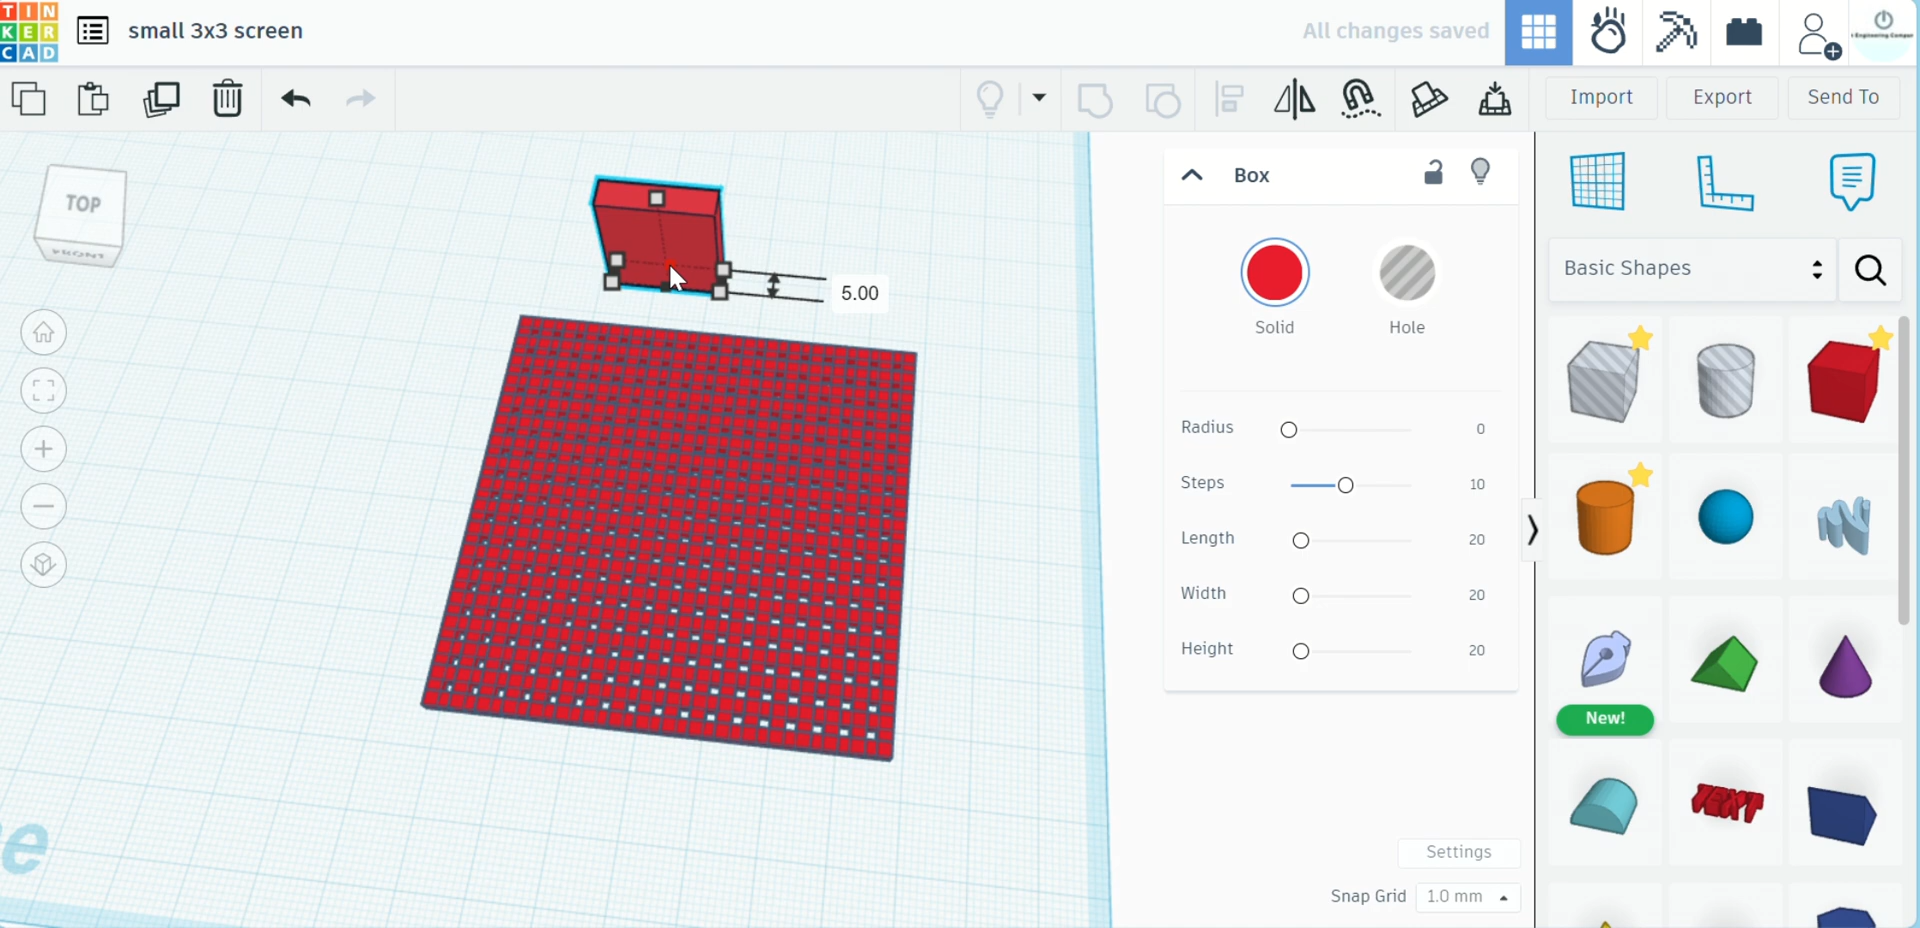 TIN
KER
CAD
small 3x3 screen
All changes saved
Import
Export
Send To
TOP
FRONT
5.00
Box
Solid
Hole
Radius 0
Steps 10
Length 20
Width 20
Height 20
Settings
Snap Grid 1.0 mm
Basic Shapes
New!
TEXT
e